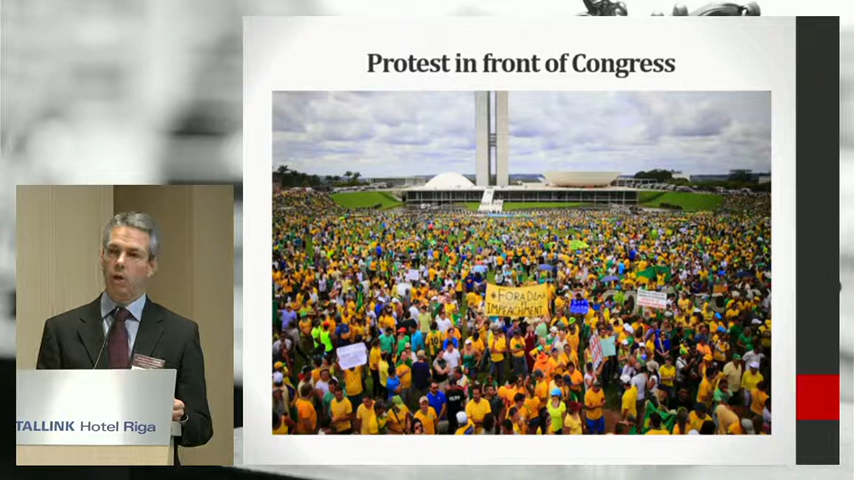 Protest in front of Congress
#FORA DILMA
IMPEACHMENT
TALLINK Hotel Riga